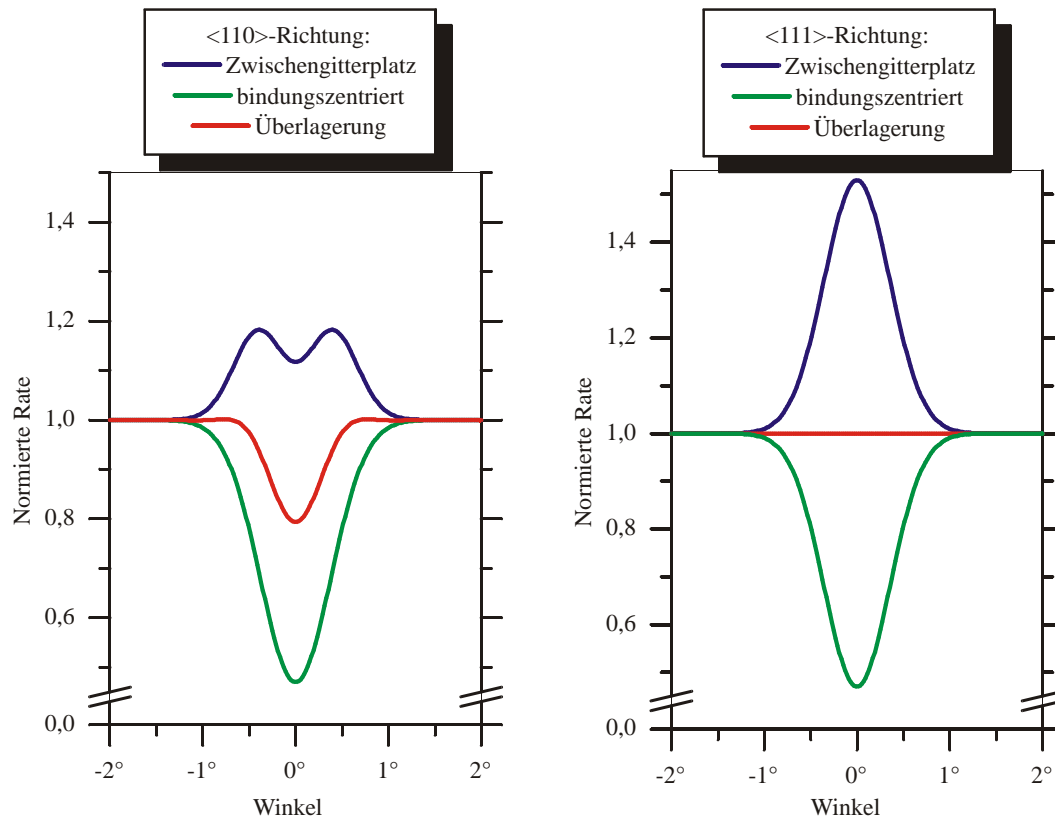 <110>-Richtung:
Zwischengitterplatz
bindungszentriert
Überlagerung
Normierte Rate
1,4
1,2
1,0
0,8
0,6
0,0
-2° -1° 0° 1° 2°
Winkel
<111>-Richtung:
Zwischengitterplatz
bindungszentriert
Überlagerung
Normierte Rate
1,4
1,2
1,0
0,8
0,6
0,0
-2° -1° 0° 1° 2°
Winkel